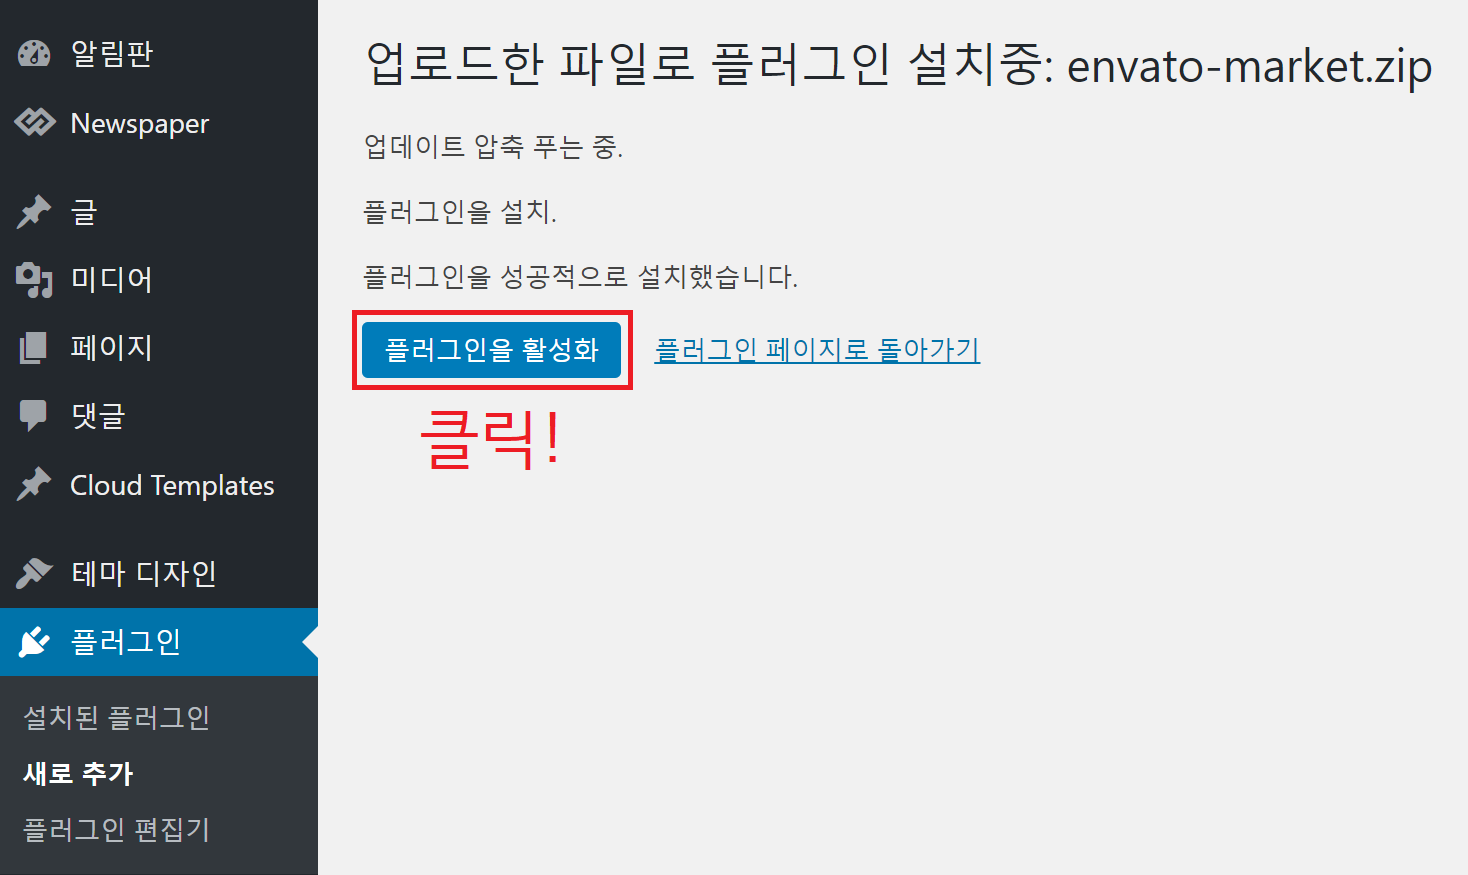 알림판
Newspaper
글
미디어
페이지
댓글
Cloud Templates
테마 디자인
플러그인
설치된 플러그인
새로 추가
플러그인 편집기
업로드한 파일로 플러그인 설치중: envato-market.zip
업데이트 압축 푸는 중.
플러그인을 설치.
플러그인을 성공적으로 설치했습니다.
플러그인을 활성화 플러그인 페이지로 돌아가기
클릭!